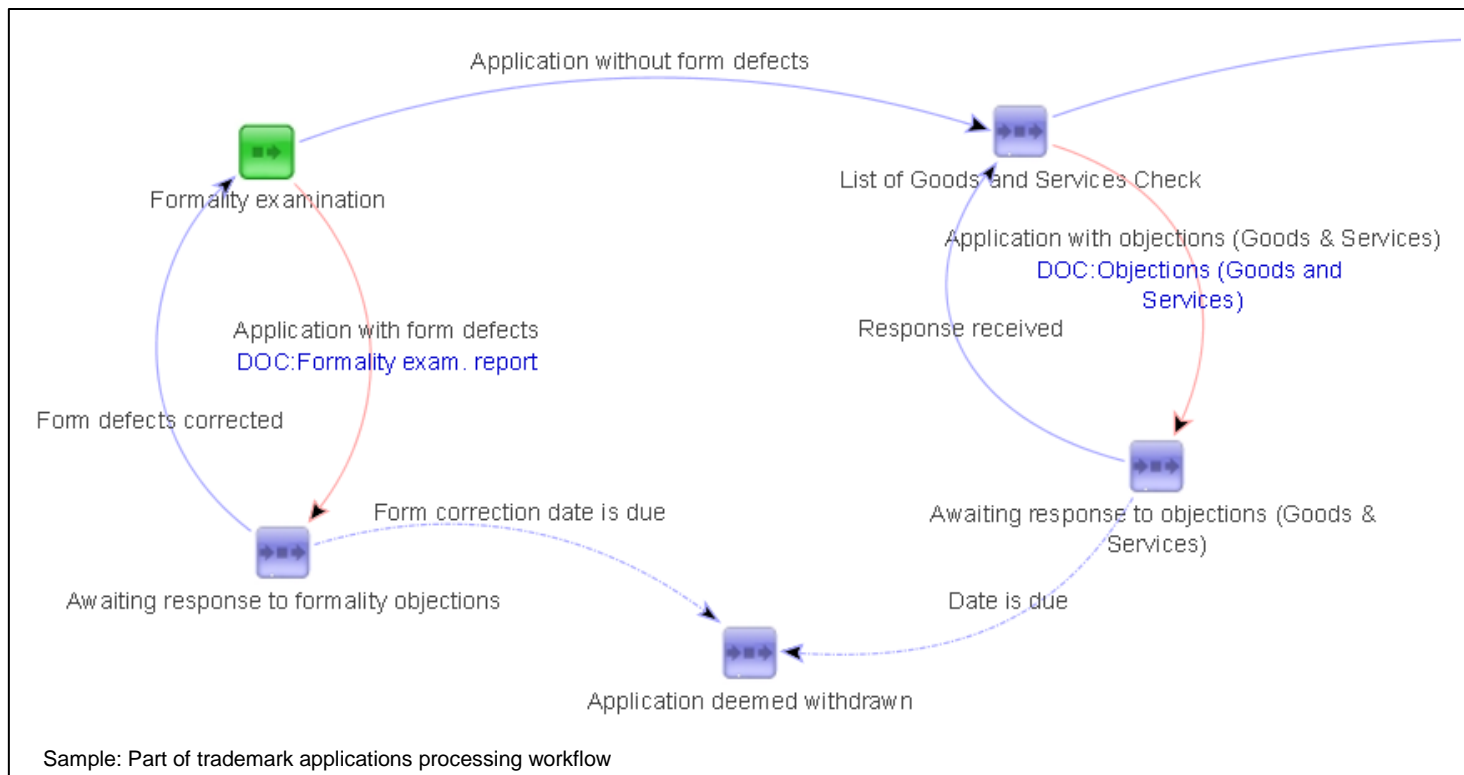 Application without form defects
Formality examination
List of Goods and Services Check
Application with objections (Goods & Services)
DOC:Objections (Goods and
Services)
Application with form defects
DOC:Formality exam. report
Response received
Form defects corrected
Form correction date is due
Awaiting response to objections (Goods &
Services)
Awaiting response to formality objections
Date is due
Application deemed withdrawn
Sample: Part of trademark applications processing workflow